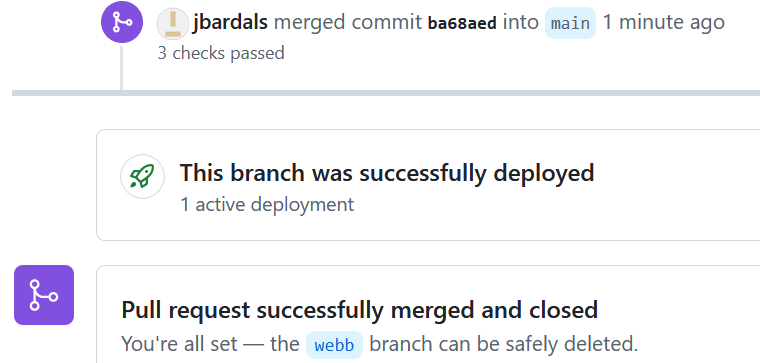 jbardals merged commit ba68aed into main 1 minute ago
3 checks passed
This branch was successfully deployed
1 active deployment
Pull request successfully merged and closed
You're all set — the webb branch can be safely deleted.